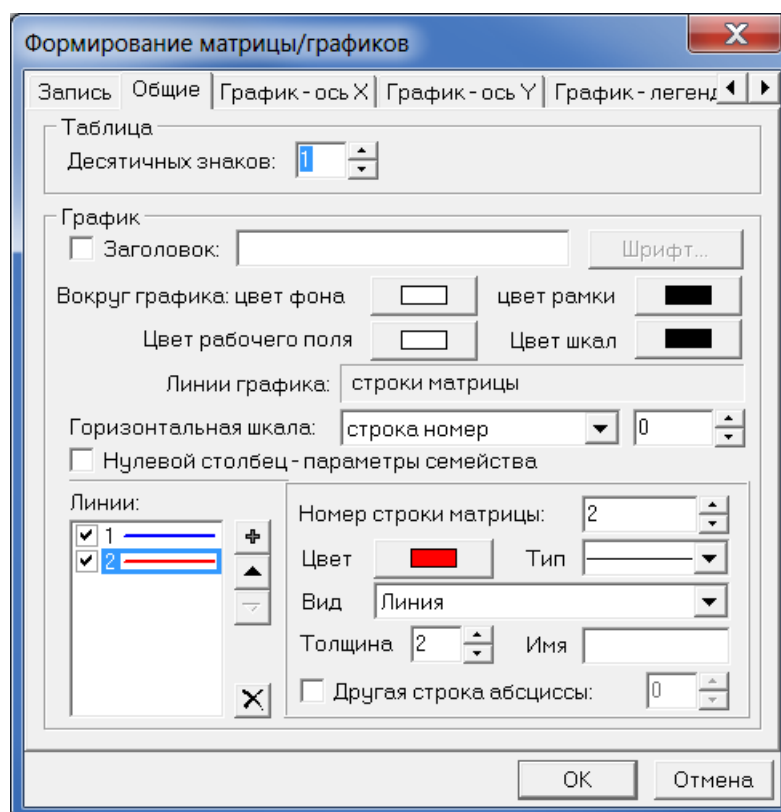 Формирование матрицы/графиков
Запись Общие График - ось X График - ось Y График - леген
Таблица
Десятичных знаков: 1
График
Заголовок: Шрифт...
Вокруг графика: цвет фона цвет рамки
Цвет рабочего поля Цвет шкал
Линии графика: строки матрицы
Горизонтальная шкала: строка номер 0
Нулевой столбец - параметры семейства
Линии:
1
2
Номер строки матрицы: 2
Цвет Тип
Вид Линия
Толщина 2 Имя
Другая строка абсциссы: 0
OK Отмена